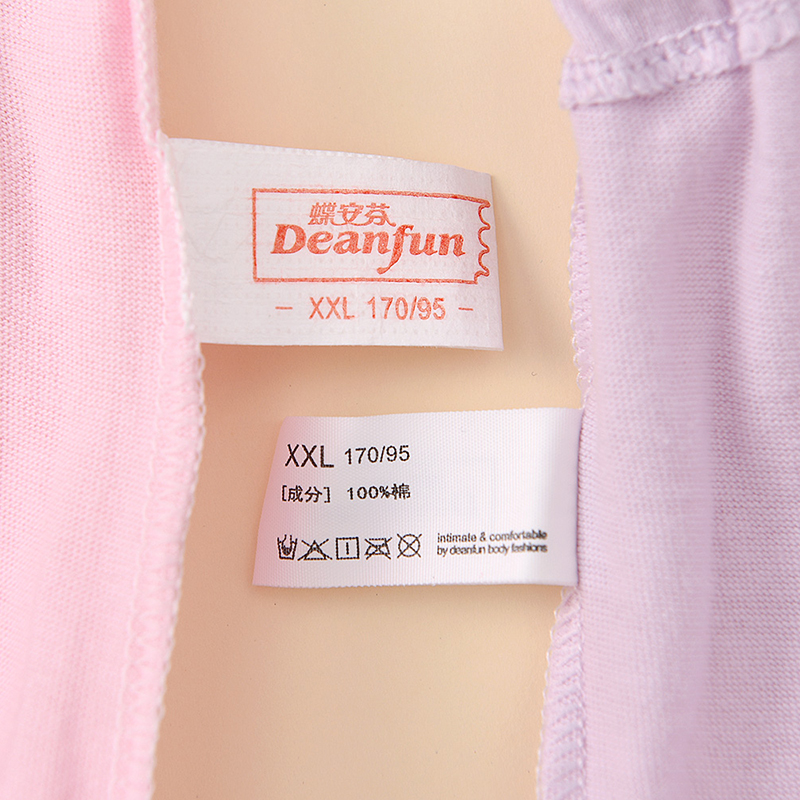 蝶安芬
Deanfun
- XXL 170/95 -
XXL 170/95
[成分] 100%棉
intimate & comfortable
by deanfun body fashions